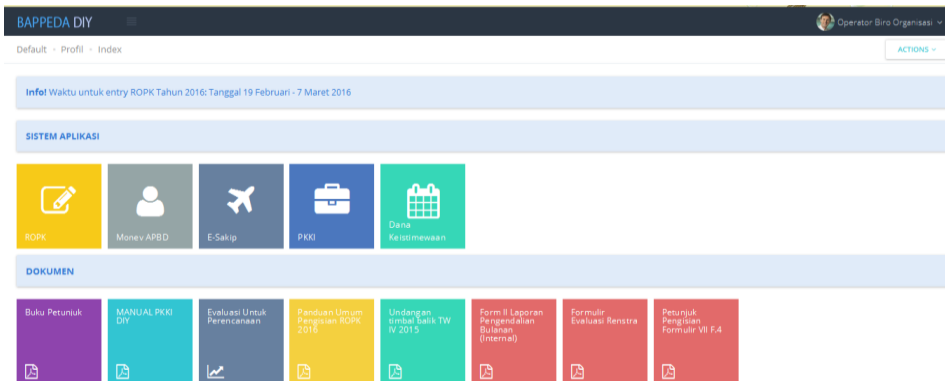 BAPPEDA DIY
Operator Biro Organisasi
Default - Profil - Index
ACTIONS
Info! Waktu untuk entry ROPK Tahun 2016: Tanggal 19 Februari - 7 Maret 2016
SISTEM APLIKASI
ROPK
Monev APBD
E-Sakip
PKKI
Dana
Keistimewaan
DOKUMEN
Buku Petunjuk
MANUAL PKKI
DIY
Evaluasi Untuk
Perencanaan
Panduan Umum
Pengisian ROPK
2016
Undangan
timbal balik TW
IV 2015
Form II Laporan
Pengendalian
Bulanan
(Internal)
Formulir
Evaluasi Renstra
Petunjuk
Pengisian
Formulir VII F.4